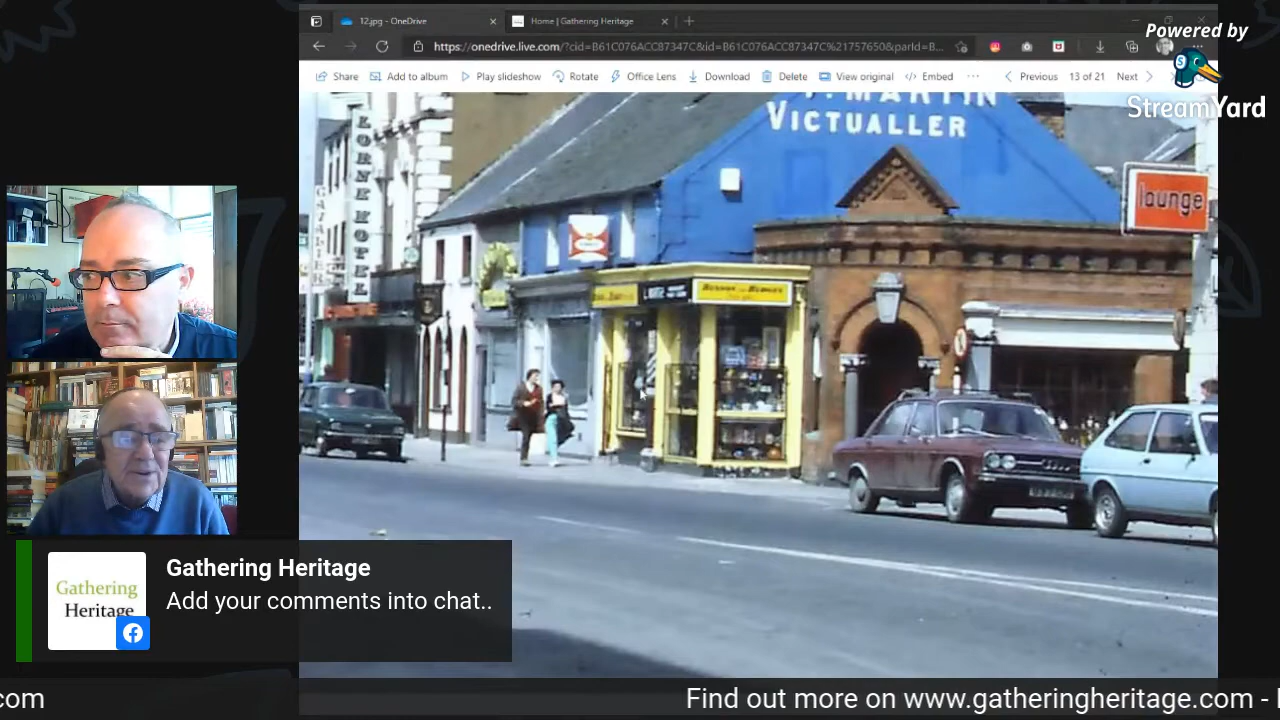 12.jpg - OneDrive
Home | Gathering Heritage
https://onedrive.live.com/?cid=B61C076ACC87347C&id=B61C076ACC87347C%21757650&parId=B...
Share
Add to album
Play slideshow
Rotate
Office Lens
Download
Delete
View original
Embed
Previous
13 of 21
Next
Powered by
StreamYard
MARTIN
VICTUALLER
LORNE HOTEL
lounge
Gathering Heritage
Add your comments into chat..
Gathering
Heritage
com
Find out more on www.gatheringheritage.com -